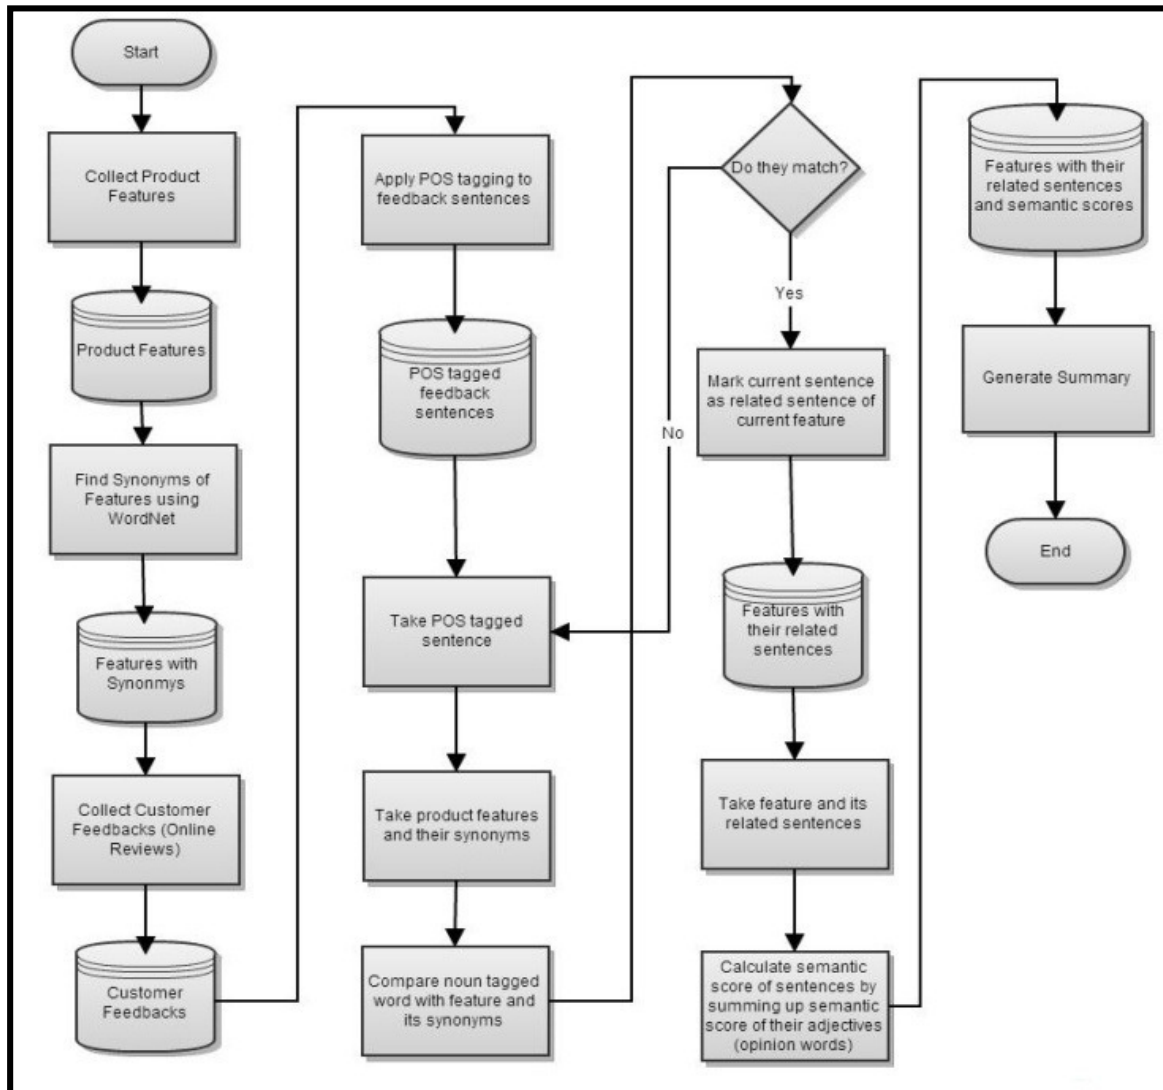 Start
Collect Product
Features
Product Features
Find Synonyms of
Features using
WordNet
Features with
Synonmys
Collect Customer
Feedbacks (Online
Reviews)
Customer
Feedbacks
Apply POS tagging to
feedback sentences
POS tagged
feedback
sentences
Take POS tagged
sentence
Take product features
and their synonyms
Compare noun tagged
word with feature and
its synonyms
Do they match?
Yes
No
Mark current sentence
as related sentence of
current feature
Features with
their related
sentences
Take feature and its
related sentences
Calculate semantic
score of sentences by
summing up semantic
score of their adjectives
(opinion words)
Features with their
related sentences
and semantic scores
Generate Summary
End